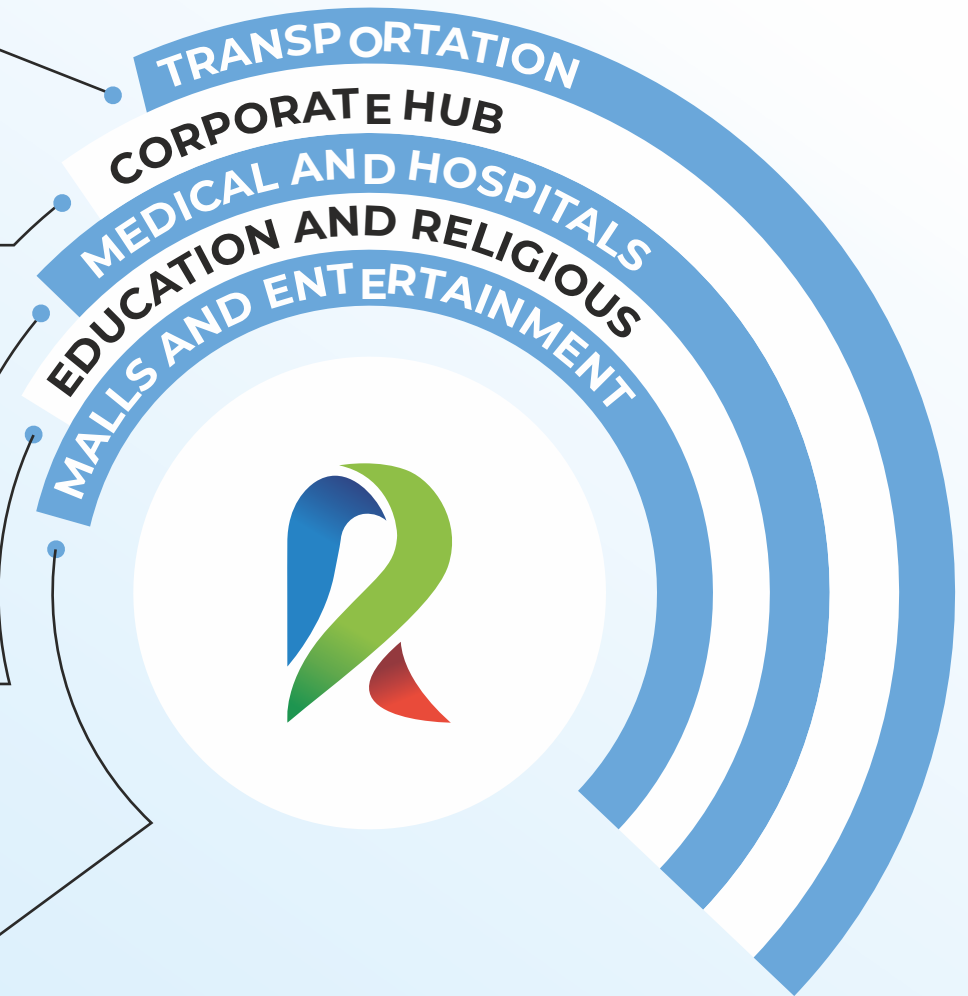 TRANSPORTATION
CORPORATE HUB
MEDICAL AND HOSPITALS
EDUCATION AND RELIGIOUS
MALLS AND ENTERTAINMENT